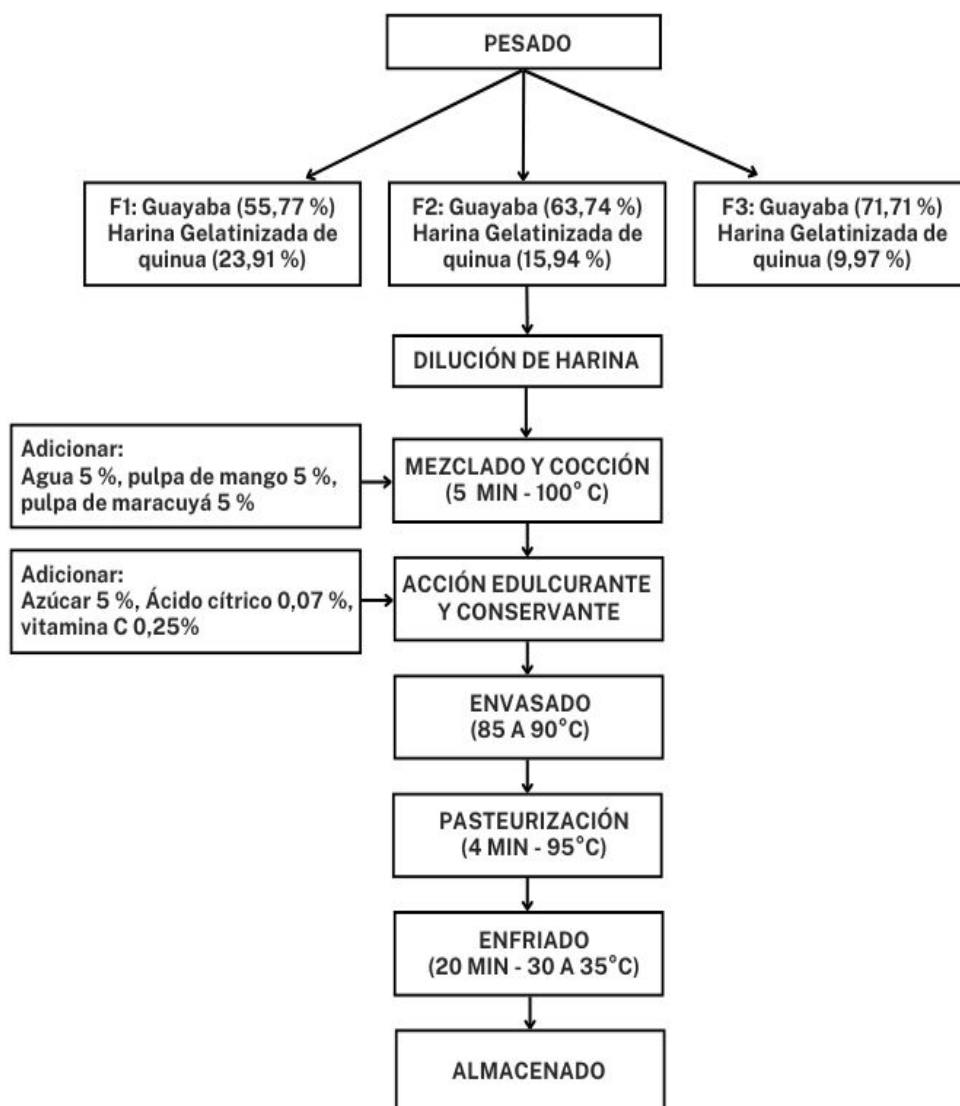 PESADO
F1: Guayaba (55,77 %)
Harina Gelatinizada de
quinua (23,91 %)
F2: Guayaba (63,74 %)
Harina Gelatinizada de
quinua (15,94 %)
F3: Guayaba (71,71 %)
Harina Gelatinizada de
quinua (9,97 %)
DILUCIÓN DE HARINA
Adicionar:
Agua 5 %, pulpa de mango 5 %,
pulpa de maracuyá 5 %
MEZCLADO Y COCCIÓN
(5 MIN - 100° C)
Adicionar:
Azúcar 5 %, Ácido cítrico 0,07 %,
vitamina C 0,25%
ACCIÓN EDULCURANTE
Y CONSERVANTE
ENVASADO
(85 A 90°C)
PASTEURIZACIÓN
(4 MIN - 95°C)
ENFRIADO
(20 MIN - 30 A 35°C)
ALMACENADO